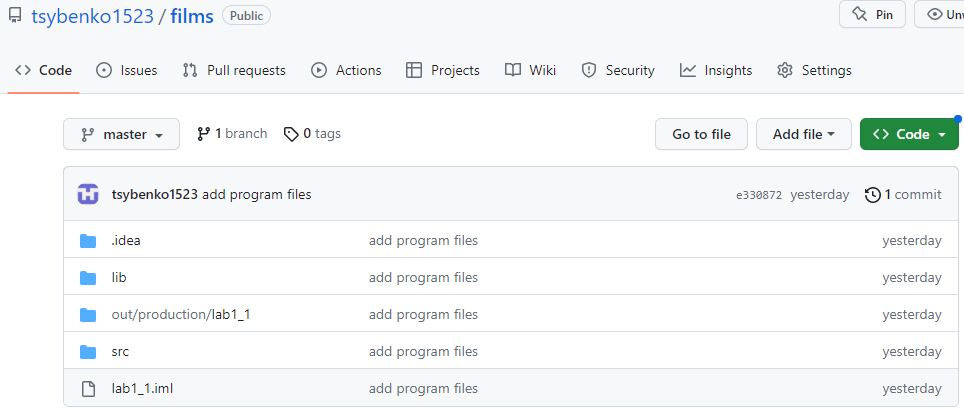 tsybenko1523 / films Public Pin
Code Issues Pull requests Actions Projects Wiki Security Insights Settings
master 1 branch 0 tags Go to file Add file Code
tsybenko1523 add program files e330872 yesterday 1 commit
.idea add program files yesterday
lib add program files yesterday
out/production/lab1_1 add program files yesterday
src add program files yesterday
lab1_1.iml add program files yesterday